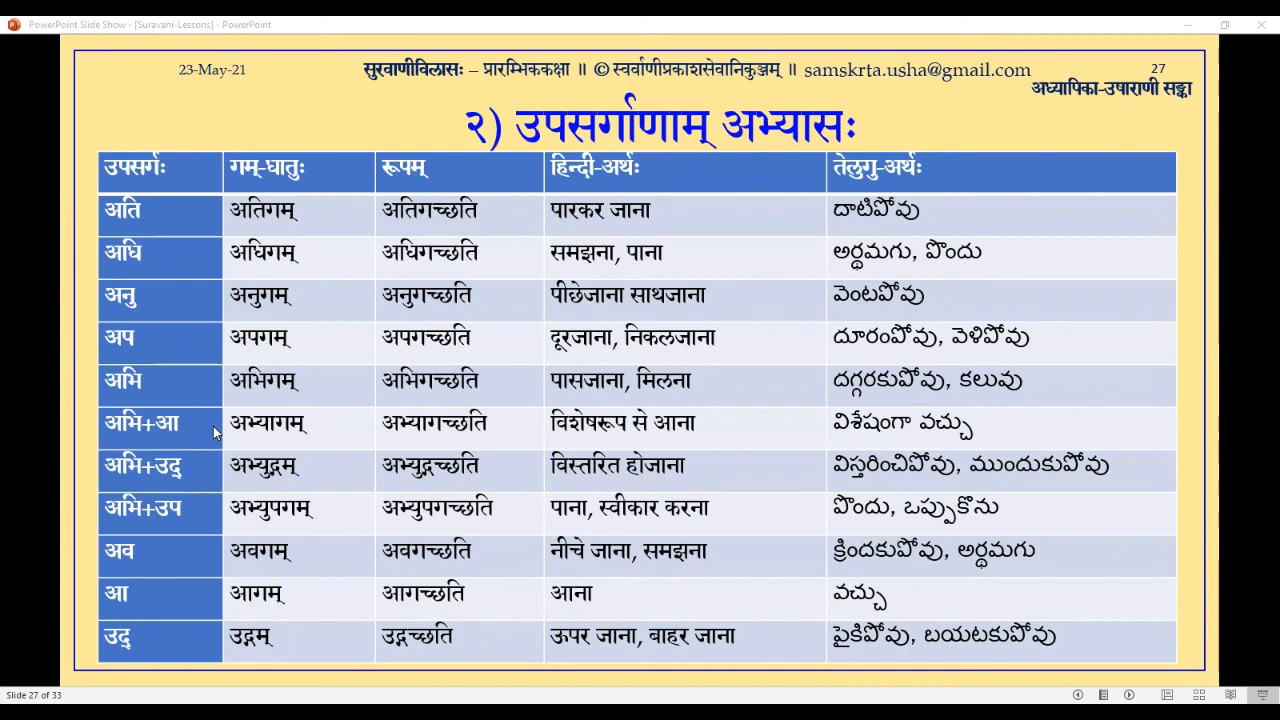 PowerPoint Slide Show - [Suravani-Lessons] - PowerPoint
23-May-21 सुरवाणीविलासः – प्रारम्भिककक्षा ॥ © स्वर्वाणीप्रकाशसेवानिकुञ्जम् ॥ samskrta.usha@gmail.com 27
अध्यापिका-उषाराणी सङ्का
२) उपसर्गाणाम् अभ्यासः
उपसर्गः गम्-धातुः रूपम् हिन्दी-अर्थः तेलुगु-अर्थः
अति अतिगम् अतिगच्छति पारकर जाना దాటిపోవు
अधि अधिगम् अधिगच्छति समझना, पाना అర్థమగు, పొందు
अनु अनुगम् अनुगच्छति पीछेजाना साथजाना వెంటపోవు
अप अपगम् अपगच्छति दूरजाना, निकलजाना దూరంపోవు, వెళిపోవు
अभि अभिगम् अभिगच्छति पासजाना, मिलना దగ్గరకుపోవు, కలువు
अभि+आ अभ्यागम् अभ्यागच्छति विशेषरूप से आना విశేషంగా వచ్చు
अभि+उद् अभ्युद्गम् अभ्युद्गच्छति विस्तरित होजाना విస్తరించిపోవు, ముందుకుపోవు
अभि+उप अभ्युपगम् अभ्युपगच्छति पाना, स्वीकार करना పొందు, ఒప్పుకొను
अव अवगम् अवगच्छति नीचे जाना, समझना క్రిందకుపోవు, అర్థమగు
आ आगम् आगच्छति आना వచ్చు
उद् उद्गम् उद्गच्छति ऊपर जाना, बाहर जाना పైకిపోవు, బయటకుపోవు
Slide 27 of 33